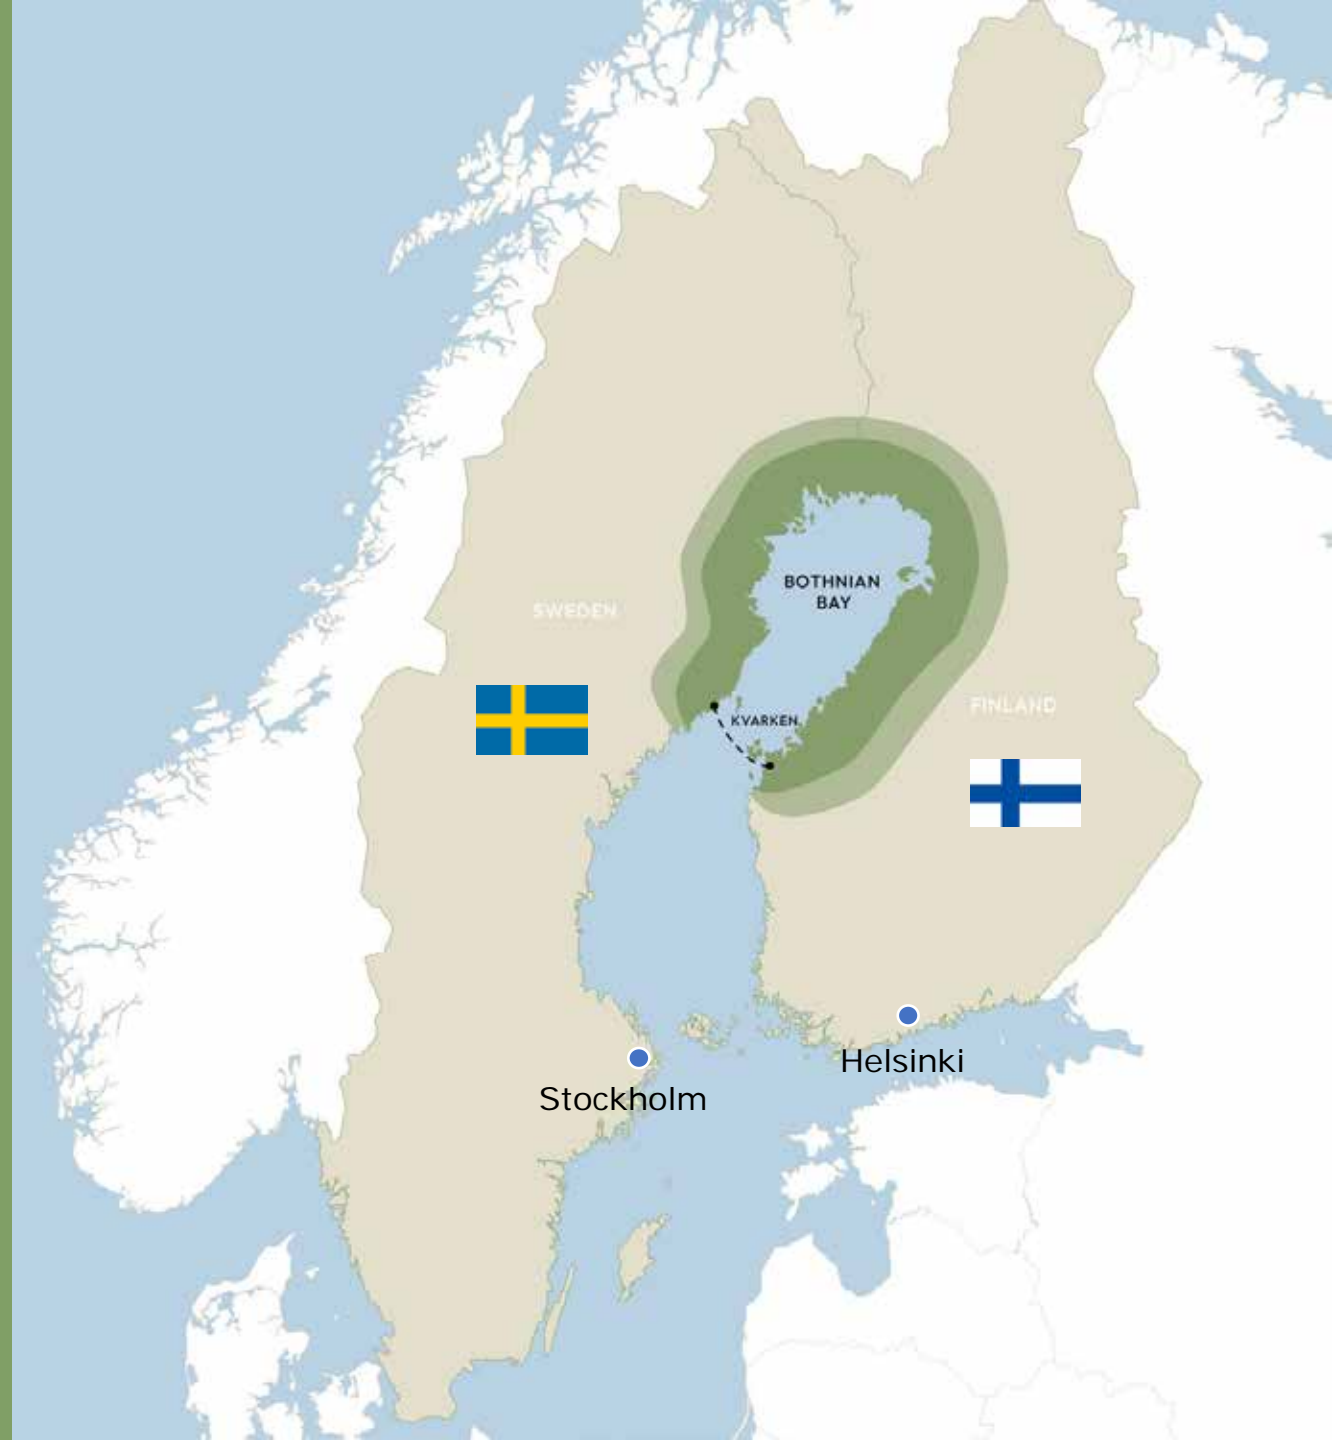 BOTHNIAN
BAY
SWEDEN
FINLAND
KVARKEN
Helsinki
Stockholm